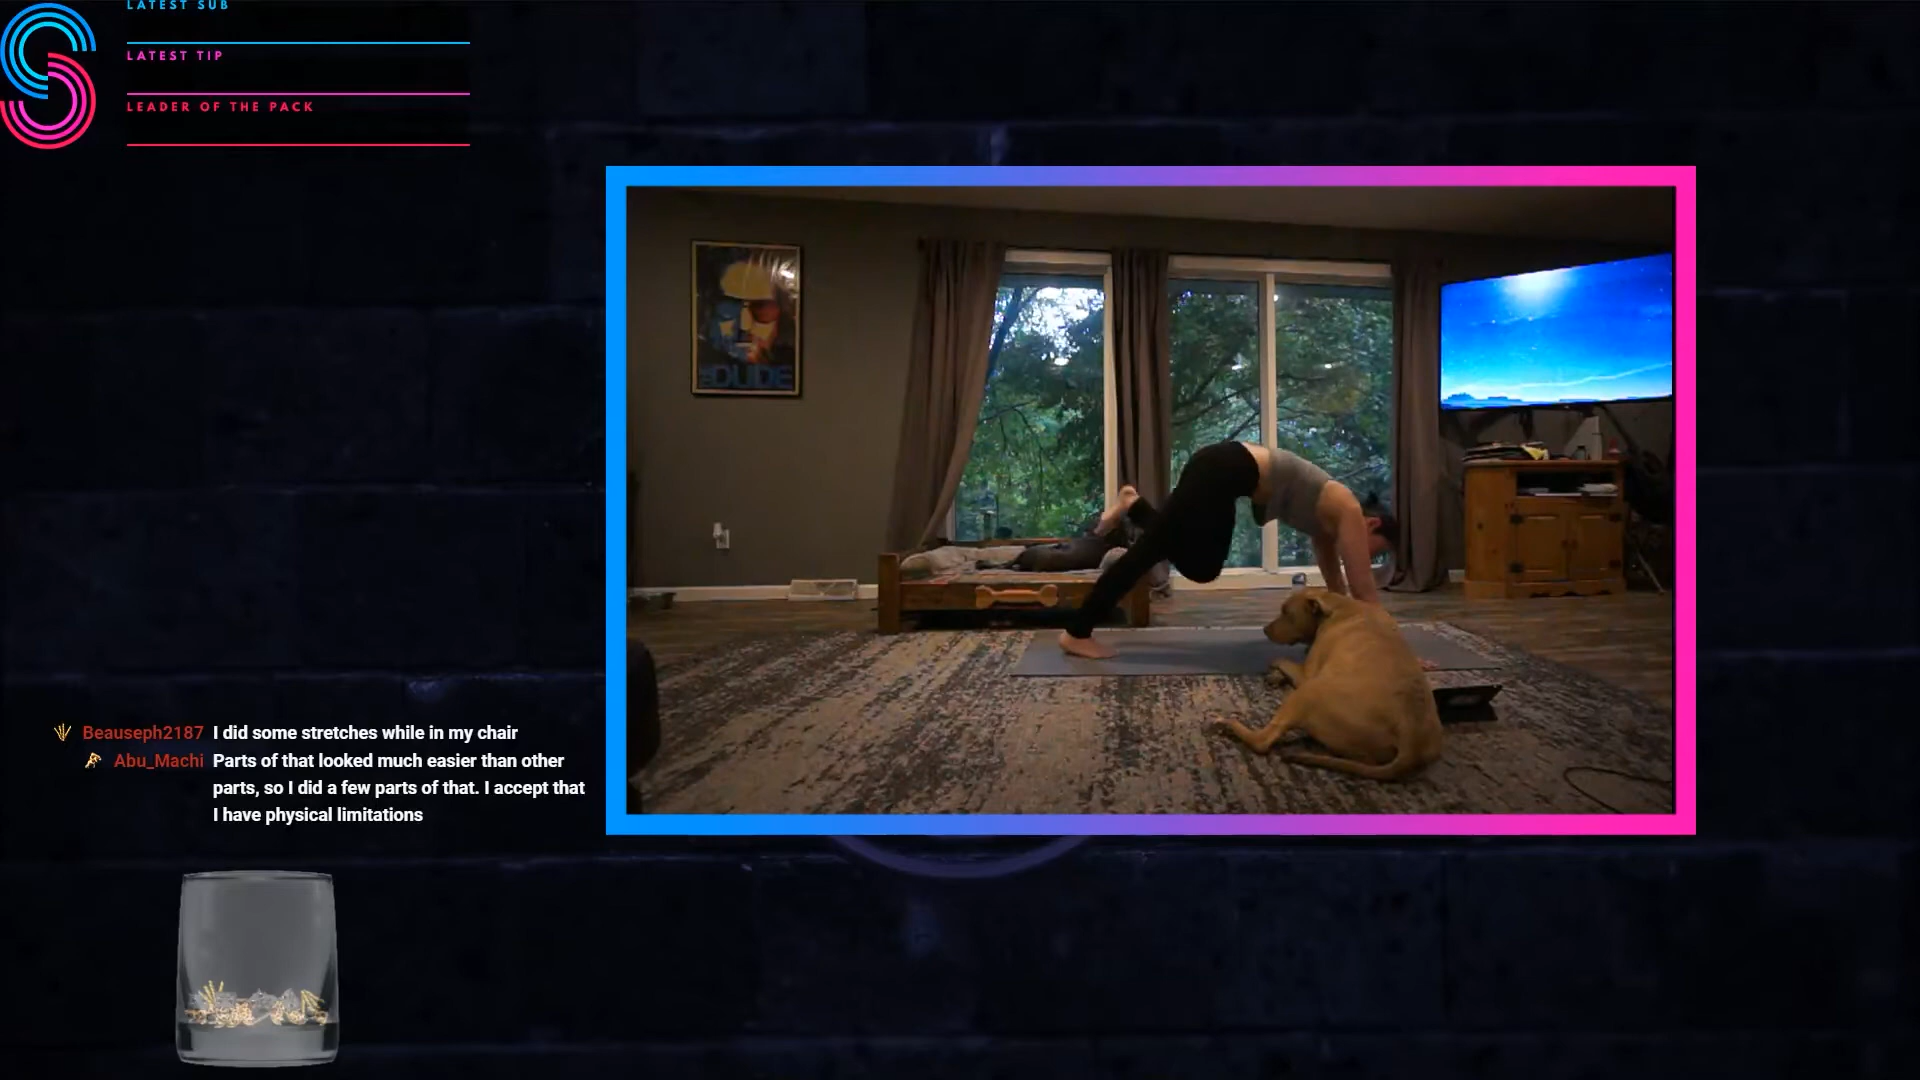 LATEST SUB
LATEST TIP
LEADER OF THE PACK
DUDE
Beauseph2187 I did some stretches while in my chair
Abu_Machi Parts of that looked much easier than other
parts, so I did a few parts of that. I accept that
I have physical limitations